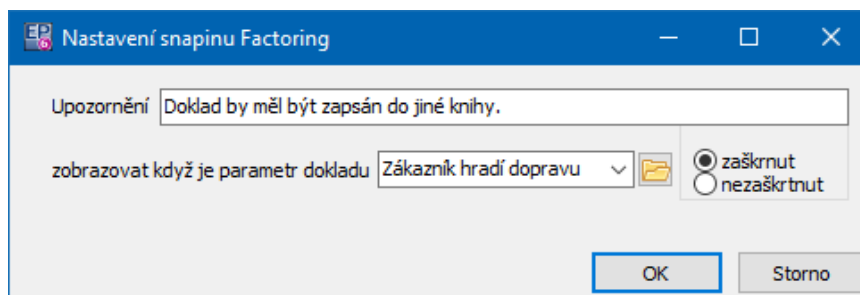 Nastavení snapinu Factoring
Upozornění Doklad by měl být zapsán do jiné knihy.
zobrazovat když je parametr dokladu Zákazník hradí dopravu
zaškrnut
nezaškrtnut
OK Storno